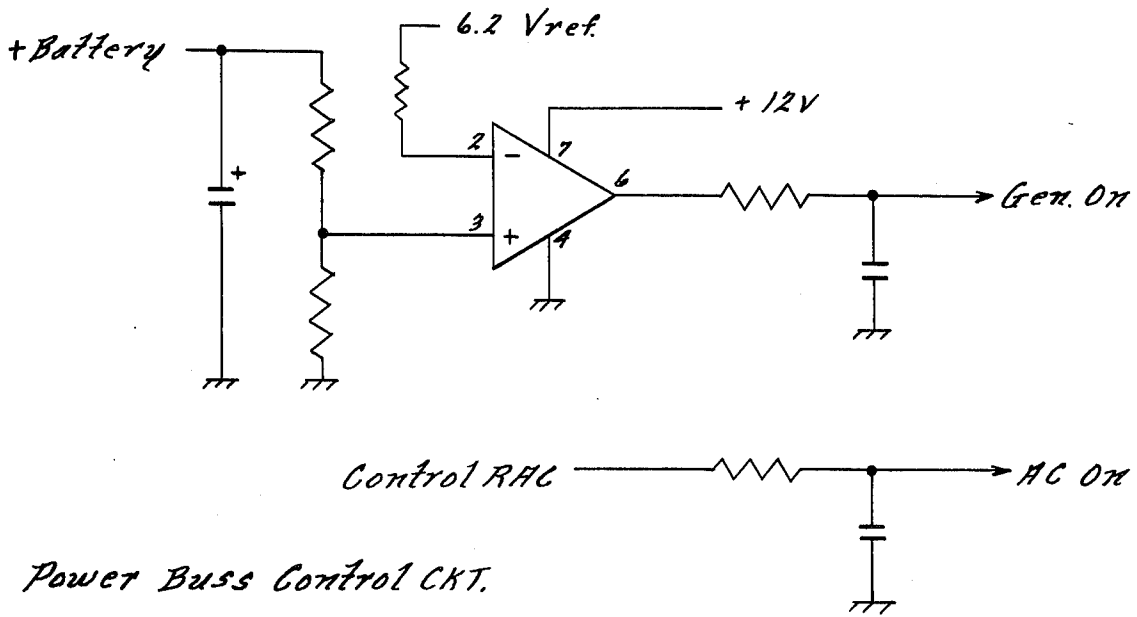 6.2 Vref.
+Battery
+12V
2
-
7
6
Gen. On
3
+
4
+
Control RAC
AC On
Power Buss Control CKT.